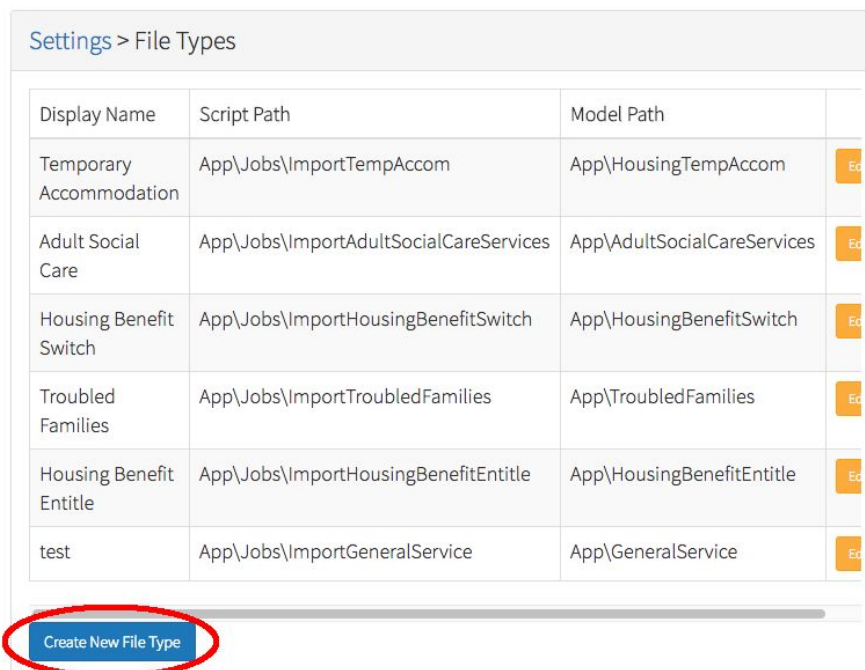 Settings > File Types
Display Name Script Path Model Path
Temporary App\Jobs\ImportTempAccom App\HousingTempAccom
Accommodation
Adult Social App\Jobs\ImportAdultSocialCareServices App\AdultSocialCareServices
Care
Housing Benefit App\Jobs\ImportHousingBenefitSwitch App\HousingBenefitSwitch
Switch
Troubled App\Jobs\ImportTroubledFamilies App\TroubledFamilies
Families
Housing Benefit App\Jobs\ImportHousingBenefitEntitle App\HousingBenefitEntitle
Entitle
test App\Jobs\ImportGeneralService App\GeneralService
Create New File Type